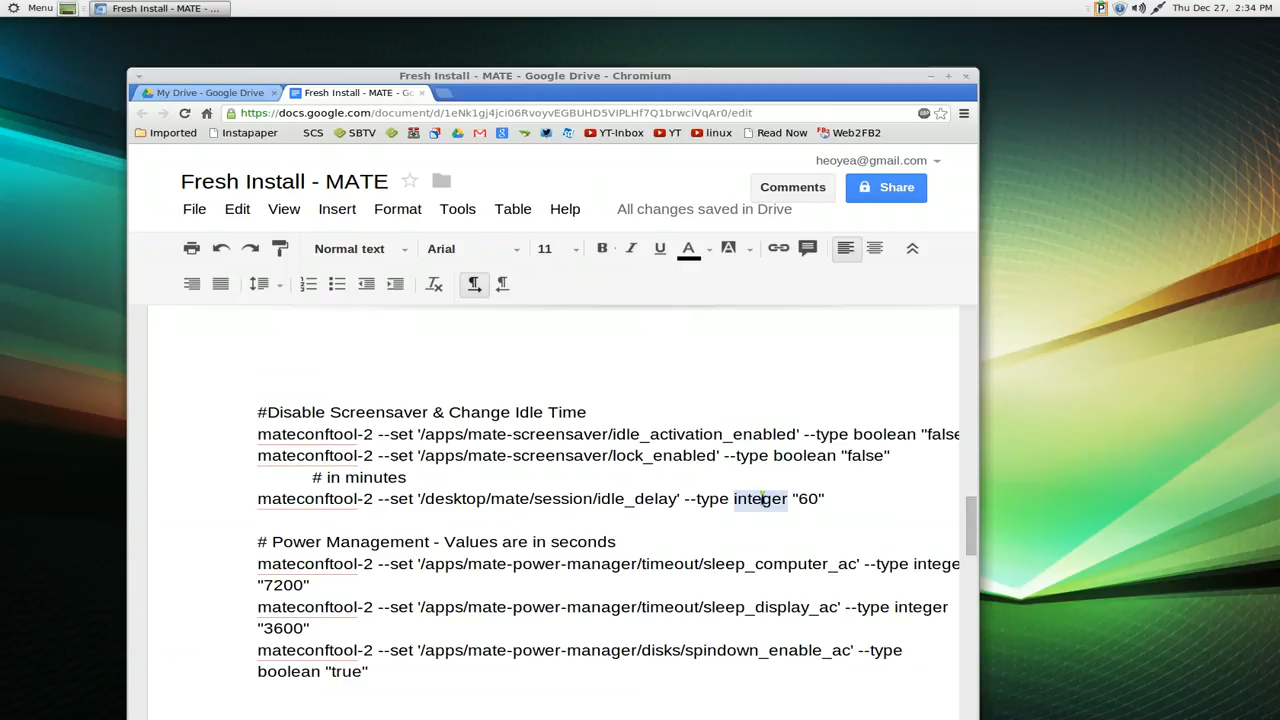 Menu
Fresh Install - MATE - ...
Thu Dec 27, 2:34 PM
Fresh Install - MATE - Google Drive - Chromium
My Drive - Google Drive
Fresh Install - MATE - Go
https://docs.google.com/document/d/1eNk1gj4jci06RvoyvEGBUHD5VIPLHf7Q1brwciVqAr0/edit
Imported Instapaper SCS SBTV YT-Inbox YT linux Read Now Web2FB2
heoyea@gmail.com
Fresh Install - MATE
Comments
Share
File Edit View Insert Format Tools Table Help All changes saved in Drive
Normal text Arial 11 B I U A A
#Disable Screensaver & Change Idle Time
mateconftool-2 --set '/apps/mate-screensaver/idle_activation_enabled' --type boolean "false
mateconftool-2 --set '/apps/mate-screensaver/lock_enabled' --type boolean "false"
# in minutes
mateconftool-2 --set '/desktop/mate/session/idle_delay' --type integer "60"
# Power Management - Values are in seconds
mateconftool-2 --set '/apps/mate-power-manager/timeout/sleep_computer_ac' --type intege
"7200"
mateconftool-2 --set '/apps/mate-power-manager/timeout/sleep_display_ac' --type integer
"3600"
mateconftool-2 --set '/apps/mate-power-manager/disks/spindown_enable_ac' --type
boolean "true"